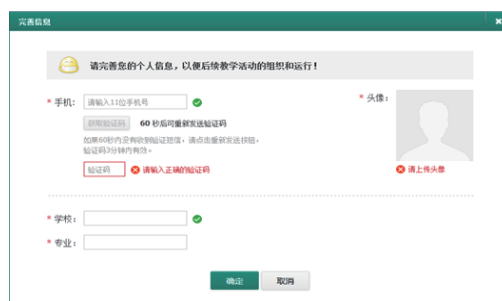 完善信息
请完善您的个人信息，以便后续教学活动的组织和运行！
* 手机： 请输入11位手机号
* 头像：
获取验证码 60 秒后可重新发送验证码
如果60秒内没有收到验证短信，请点击重新发送按钮，
验证码3分钟内有效。
验证码 请输入正确的验证码
请上传头像
* 学校：
* 专业：
确定 取消